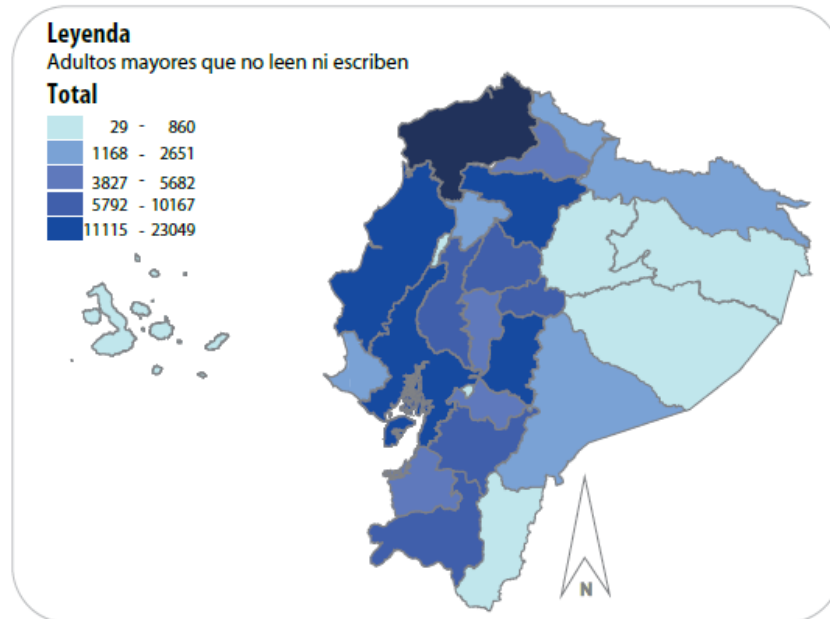 Leyenda
Adultos mayores que no leen ni escriben
Total
29 - 860
1168 - 2651
3827 - 5682
5792 - 10167
11115 - 23049
N